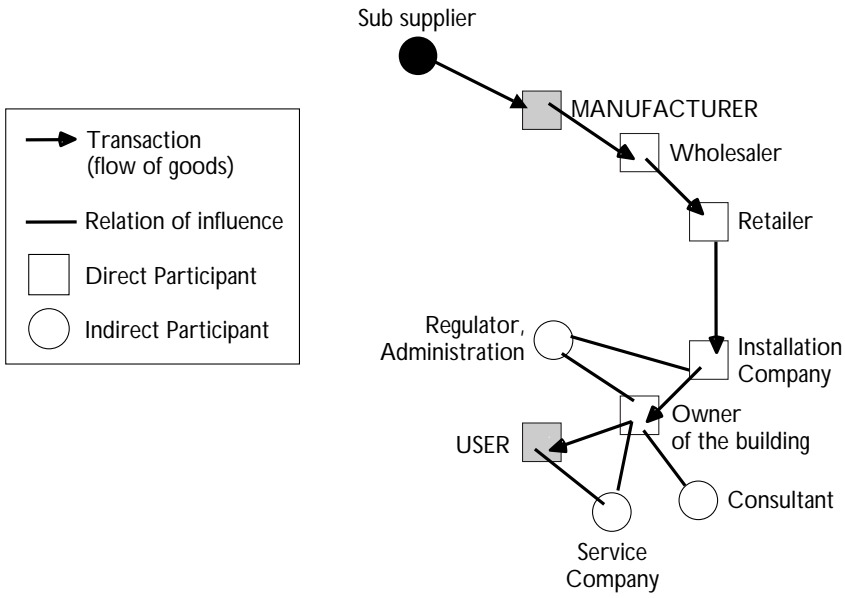 Sub supplier
MANUFACTURER
Wholesaler
Retailer
Transaction
(flow of goods)
Relation of influence
Direct Participant
Indirect Participant
Regulator,
Administration
Installation
Company
Owner
of the building
USER
Consultant
Service
Company